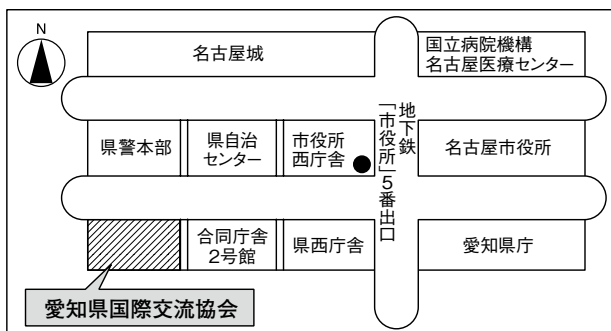 N
名古屋城
国立病院機構
名古屋医療センター
県警本部
県自治
センター
市役所
西庁舎
地下鉄
「市役所」5番出口
名古屋市役所
合同庁舎
2号館
県西庁舎
愛知県庁
愛知県国際交流協会